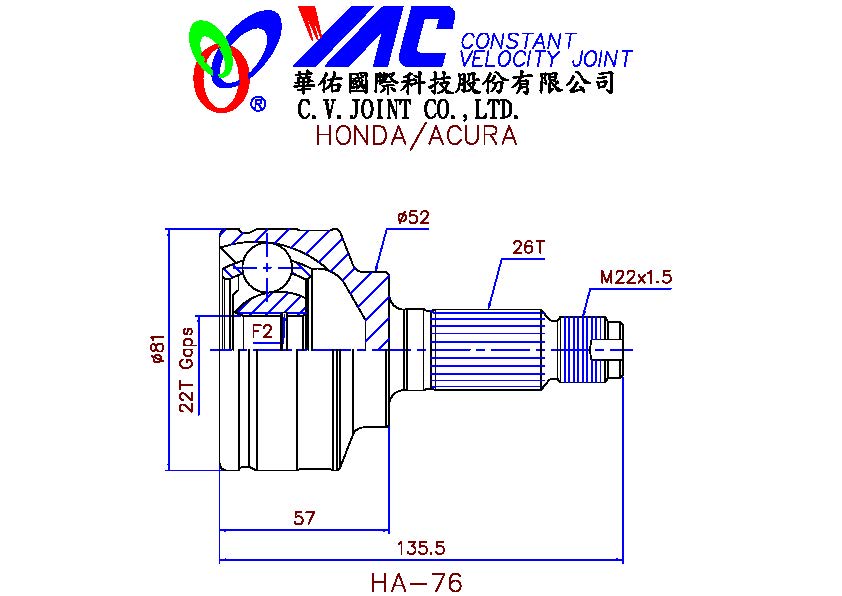 YAC CONSTANT
VELOCITY JOINT
華佑國際科技股份有限公司
®
C.V.JOINT CO.,LTD.
HONDA/ACURA
ø52
26T
M22x1.5
F2
ø81
22T Gaps
57
135.5
HA-76